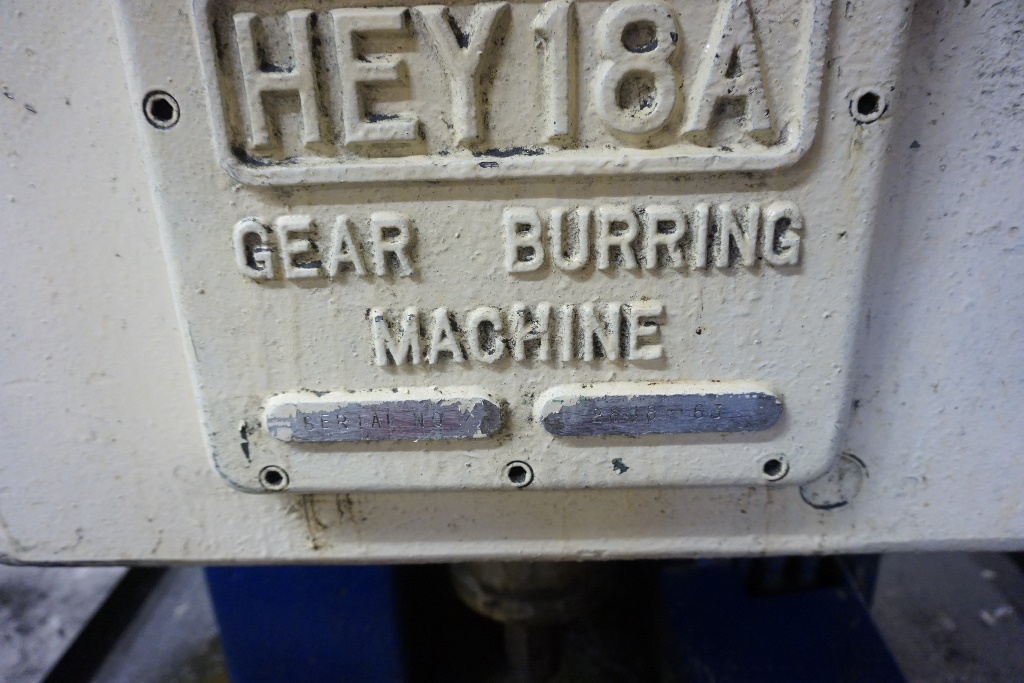 HEY 18A
GEAR BURRING
MACHINE
SERIAL NO